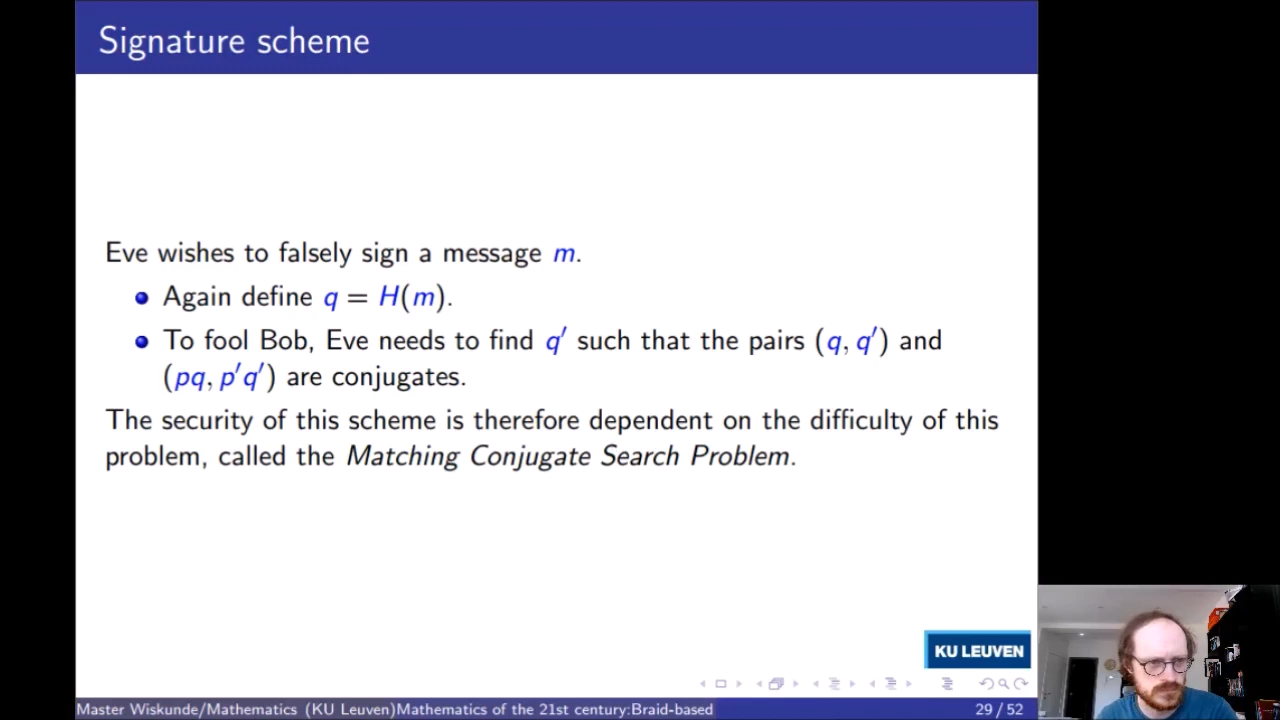 Signature scheme
Eve wishes to falsely sign a message m.
Again define q = H(m).
To fool Bob, Eve needs to find q′ such that the pairs (q, q′) and
(pq, p′q′) are conjugates.
The security of this scheme is therefore dependent on the difficulty of this
problem, called the Matching Conjugate Search Problem.
KU LEUVEN
Master Wiskunde/Mathematics (KU Leuven)Mathematics of the 21st century:Braid-based 29 / 52